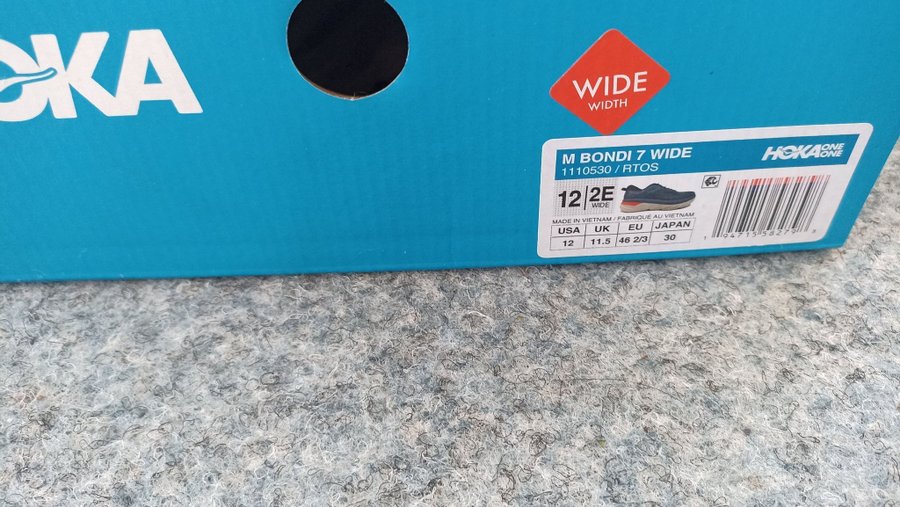 OKA
WIDE
WIDTH
M BONDI 7 WIDE
1110530 / RTOS
HOKA ONE ONE
12 2E WIDE
MADE IN VIETNAM / FABRIQUÉ AU VIETNAM
USA UK EU JAPAN
12 11.5 46 2/3 30